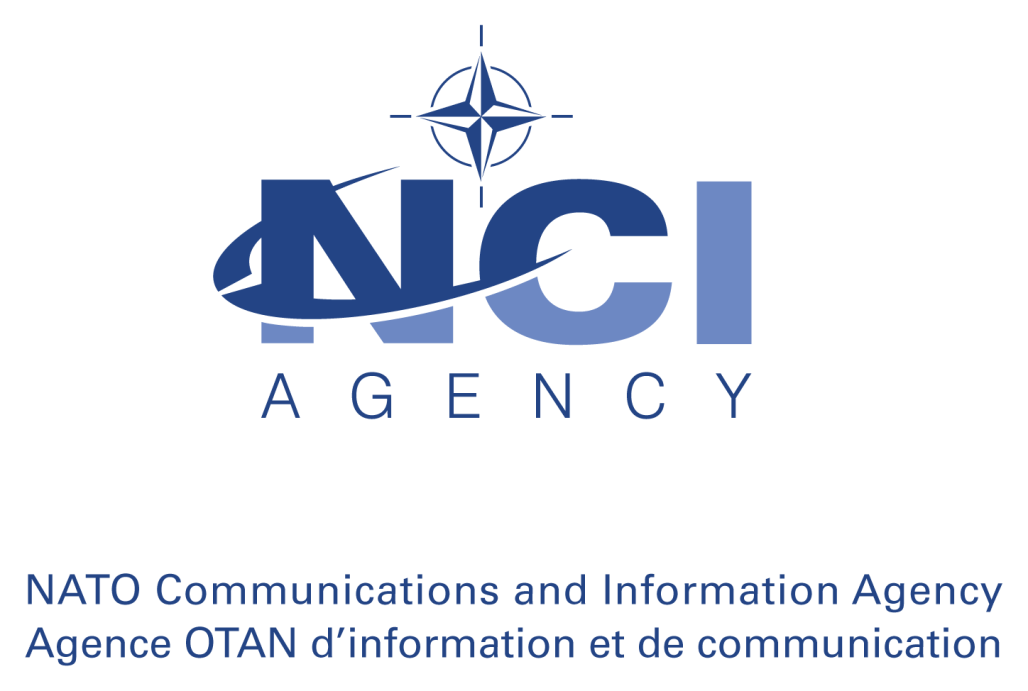 NCI
AGENCY
NATO Communications and Information Agency
Agence OTAN d’information et de communication